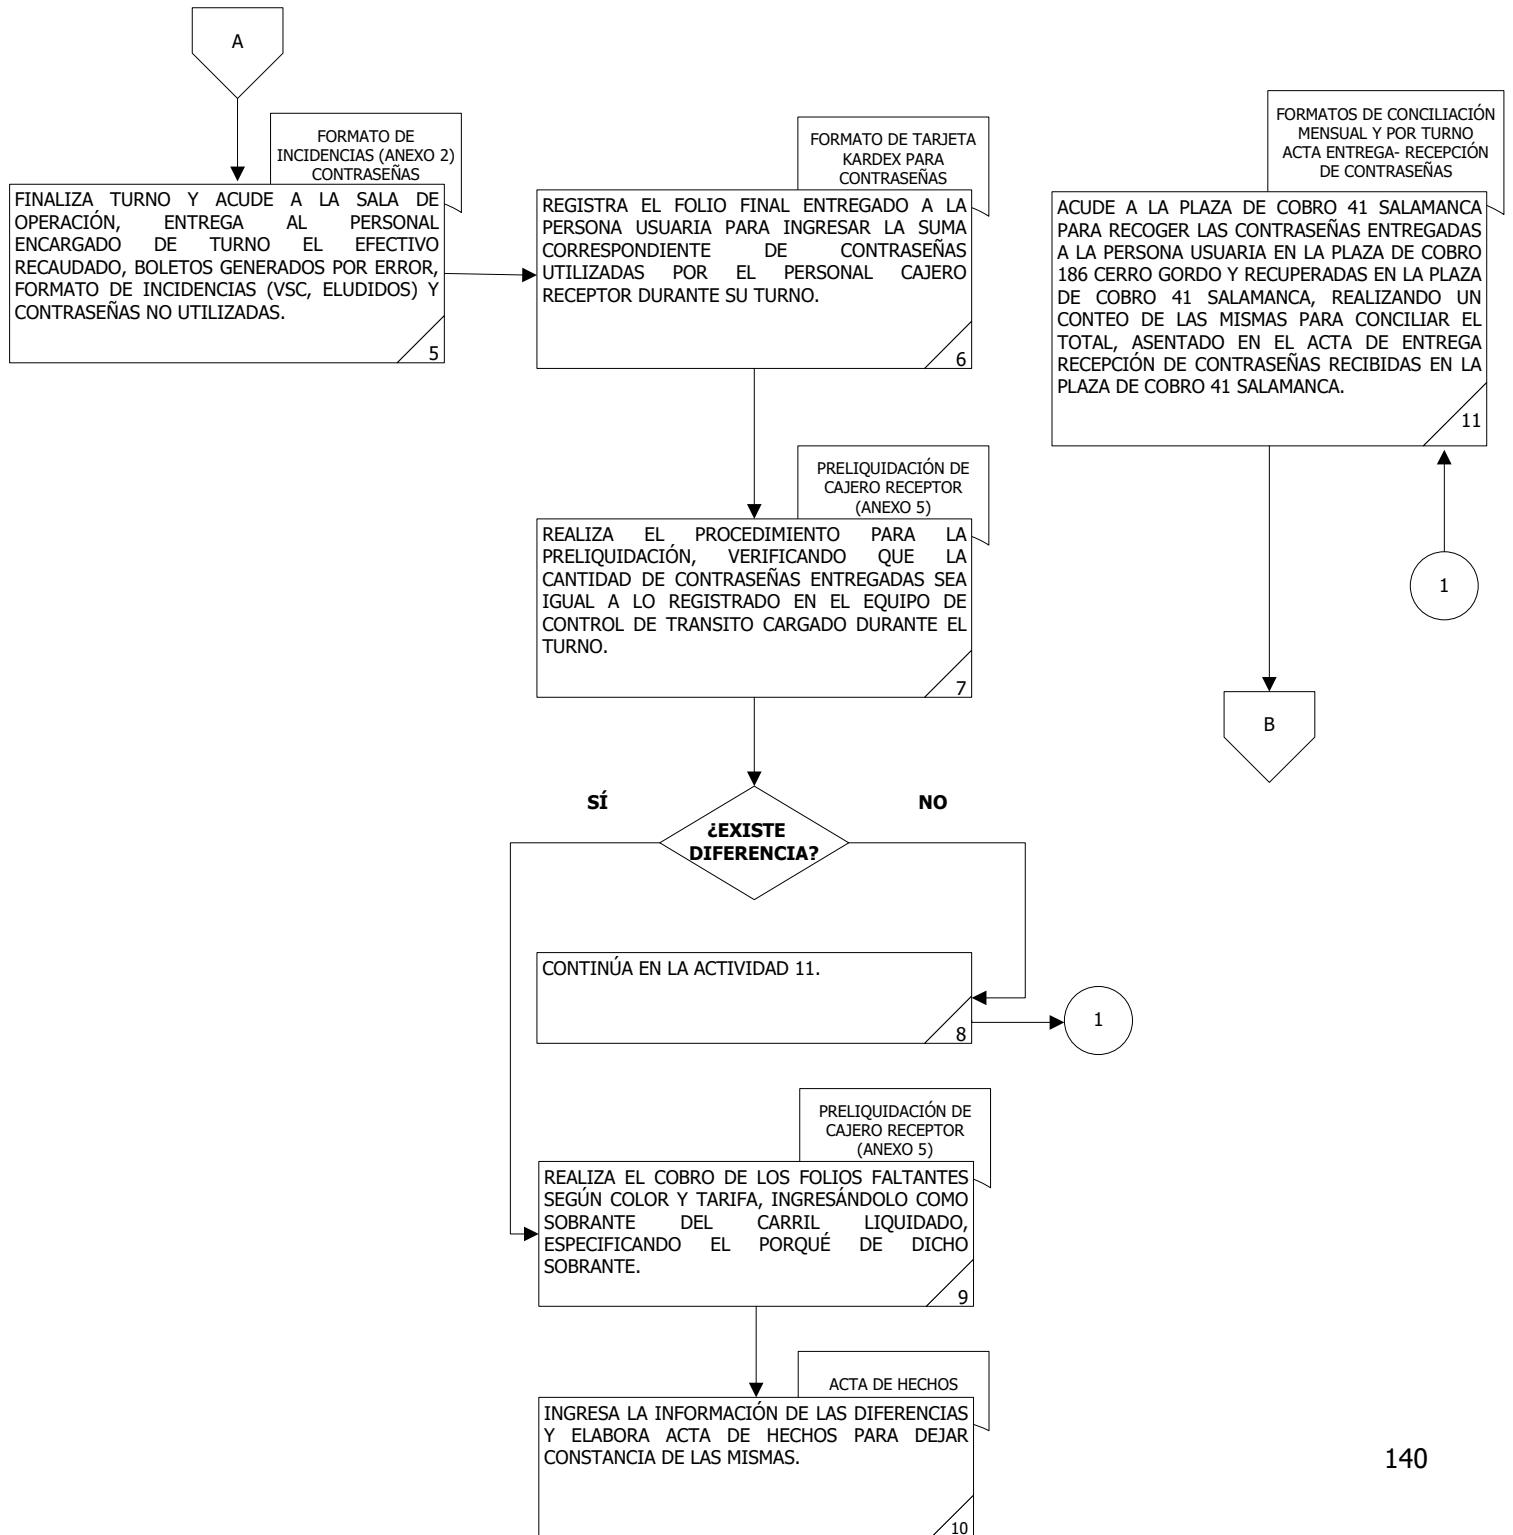 A
FORMATO DE
INCIDENCIAS (ANEXO 2)
CONTRASEÑAS
FINALIZA TURNO Y ACUDE A LA SALA DE
OPERACIÓN, ENTREGA AL PERSONAL
ENCARGADO DE TURNO EL EFECTIVO
RECAUDADO, BOLETOS GENERADOS POR ERROR,
FORMATO DE INCIDENCIAS (VSC, ELUDIDOS) Y
CONTRASEÑAS NO UTILIZADAS.
5
FORMATO DE TARJETA
KARDEX PARA
CONTRASEÑAS
REGISTRA EL FOLIO FINAL ENTREGADO A LA
PERSONA USUARIA PARA INGRESAR LA SUMA
CORRESPONDIENTE DE CONTRASEÑAS
UTILIZADAS POR EL PERSONAL CAJERO
RECEPTOR DURANTE SU TURNO.
6
PRELIQUIDACIÓN DE
CAJERO RECEPTOR
(ANEXO 5)
REALIZA EL PROCEDIMIENTO PARA LA
PRELIQUIDACIÓN, VERIFICANDO QUE LA
CANTIDAD DE CONTRASEÑAS ENTREGADAS SEA
IGUAL A LO REGISTRADO EN EL EQUIPO DE
CONTROL DE TRANSITO CARGADO DURANTE EL
TURNO.
7
SÍ
NO
¿EXISTE
DIFERENCIA?
CONTINÚA EN LA ACTIVIDAD 11.
8
1
PRELIQUIDACIÓN DE
CAJERO RECEPTOR
(ANEXO 5)
REALIZA EL COBRO DE LOS FOLIOS FALTANTES
SEGÚN COLOR Y TARIFA, INGRESÁNDOLO COMO
SOBRANTE DEL CARRIL LIQUIDADO,
ESPECIFICANDO EL PORQUÉ DE DICHO
SOBRANTE.
9
ACTA DE HECHOS
INGRESA LA INFORMACIÓN DE LAS DIFERENCIAS
Y ELABORA ACTA DE HECHOS PARA DEJAR
CONSTANCIA DE LAS MISMAS.
10
FORMATOS DE CONCILIACIÓN
MENSUAL Y POR TURNO
ACTA ENTREGA- RECEPCIÓN
DE CONTRASEÑAS
ACUDE A LA PLAZA DE COBRO 41 SALAMANCA
PARA RECOGER LAS CONTRASEÑAS ENTREGADAS
A LA PERSONA USUARIA EN LA PLAZA DE COBRO
186 CERRO GORDO Y RECUPERADAS EN LA PLAZA
DE COBRO 41 SALAMANCA, REALIZANDO UN
CONTEO DE LAS MISMAS PARA CONCILIAR EL
TOTAL, ASENTADO EN EL ACTA DE ENTREGA
RECEPCIÓN DE CONTRASEÑAS RECIBIDAS EN LA
PLAZA DE COBRO 41 SALAMANCA.
11
1
B
140